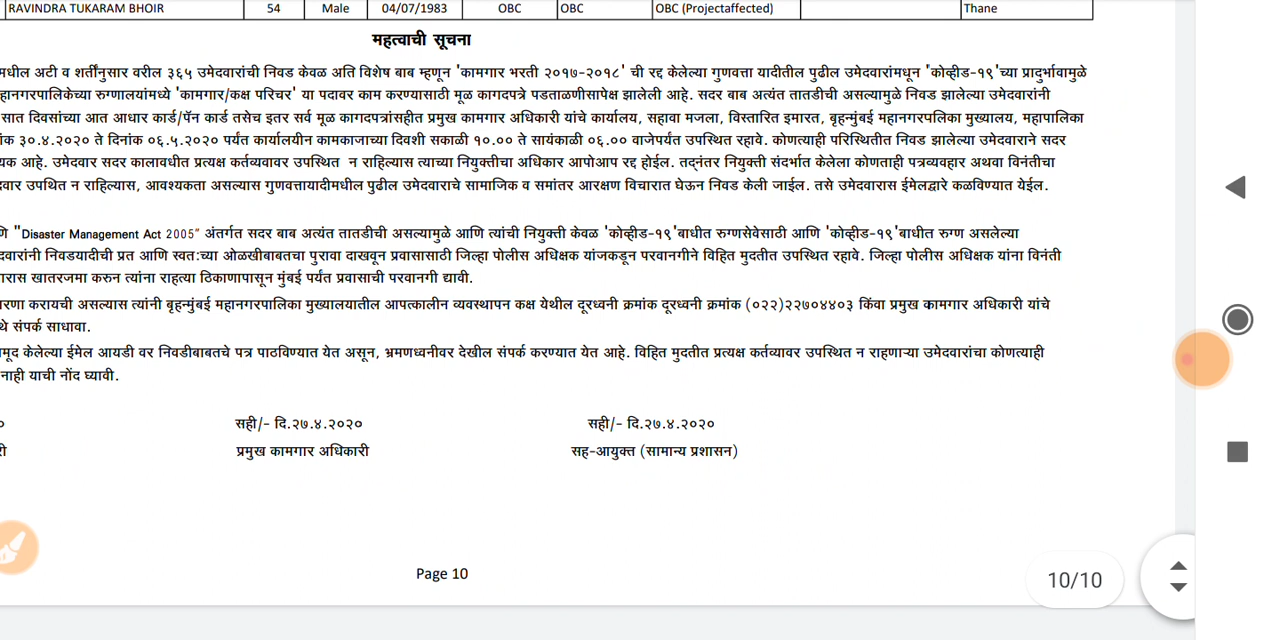 RAVINDRA TUKARAM BHOIR 54 Male 04/07/1983 OBC OBC OBC (Projectaffected) Thane
महत्वाची सूचना
मधील अटी व शर्तींनुसार वरील ३६५ उमेदवारांची निवड केवळ अति विशेष बाब म्हणून 'कामगार भरती २०१७-२०१८' ची रद्द केलेल्या गुणवत्ता यादीतील पुढील उमेदवारांमधून 'कोव्हीड-१९'च्या प्रादुर्भावामुळे
हानगरपालिकेच्या रुग्णालयांमध्ये 'कामगार/कक्ष परिचर' या पदावर काम करण्यासाठी मूळ कागदपत्रे पडताळणीसापेक्ष झालेली आहे. सदर बाब अत्यंत तातडीची असल्यामुळे निवड झालेल्या उमेदवारांनी
सात दिवसांच्या आत आधार कार्ड/पॅन कार्ड तसेच इतर सर्व मूळ कागदपत्रांसहीत प्रमुख कामगार अधिकारी यांचे कार्यालय, सहावा मजला, विस्तारित इमारत, बृहन्मुंबई महानगरपलिका मुख्यालय, महापालिका
ांक ३०.४.२०२० ते दिनांक ०६.५.२०२० पर्यंत कार्यालयीन कामकाजाच्या दिवशी सकाळी १०.०० ते सायंकाळी ०६.०० वाजेपर्यंत उपस्थित रहावे. कोणत्याही परिस्थितीत निवड झालेल्या उमेदवाराने सदर
यक आहे. उमेदवार सदर कालावधीत प्रत्यक्ष कर्तव्यवावर उपस्थित न राहिल्यास त्याच्या नियुक्तीचा अधिकार आपोआप रद्द होईल. तद्नंतर नियुक्ती संदर्भात केलेला कोणताही पत्रव्यवहार अथवा विनंतीचा
दवार उपथित न राहिल्यास, आवश्यकता असल्यास गुणवत्तायादीमधील पुढील उमेदवाराचे सामाजिक व समांतर आरक्षण विचारात घेऊन निवड केली जाईल. तसे उमेदवारास ईमेलद्वारे कळविण्यात येईल.
णि "Disaster Management Act 2005" अंतर्गत सदर बाब अत्यंत तातडीची असल्यामुळे आणि त्यांची नियुक्ती केवळ 'कोव्हीड-१९'बाधीत रुग्णसेवेसाठी आणि 'कोव्हीड-१९'बाधीत रुग्ण असलेल्या
दवारांनी निवडयादीची प्रत आणि स्वत:च्या ओळखीबाबतचा पुरावा दाखवून प्रवासासाठी जिल्हा पोलीस अधिक्षक यांजकडून परवानगीने विहित मुदतीत उपस्थित रहावे. जिल्हा पोलीस अधिक्षक यांना विनंती
ारास खातरजमा करुन त्यांना राहत्या ठिकाणापासून मुंबई पर्यंत प्रवासाची परवानगी द्यावी.
ारणा करायची असल्यास त्यांनी बृहन्मुंबई महानगरपालिका मुख्यालयातील आपत्कालीन व्यवस्थापन कक्ष येथील दूरध्वनी क्रमांक दूरध्वनी क्रमांक (०२२)२२७०४४०३ किंवा प्रमुख कामगार अधिकारी यांचे
थे संपर्क साधावा.
मूद केलेल्या ईमेल आयडी वर निवडीबाबतचे पत्र पाठविण्यात येत असून, भ्रमणध्वनीवर देखील संपर्क करण्यात येत आहे. विहित मुदतीत प्रत्यक्ष कर्तव्यावर उपस्थित न राहणाऱ्या उमेदवारांचा कोणत्याही
नाही याची नोंद घ्यावी.
० सही/- दि.२७.४.२०२० सही/- दि.२७.४.२०२०
री प्रमुख कामगार अधिकारी सह-आयुक्त (सामान्य प्रशासन)
Page 10
10/10